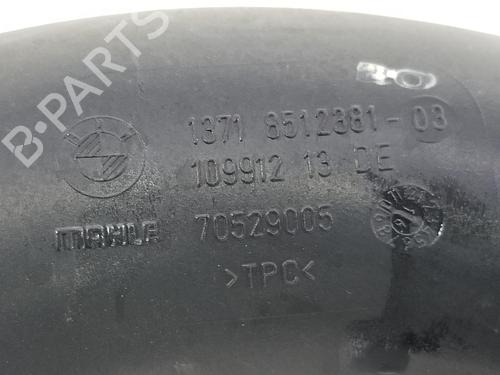 B-PARTS
1371 8512381-03
109912 13 DE
MAHLE 70529005
>TPC<